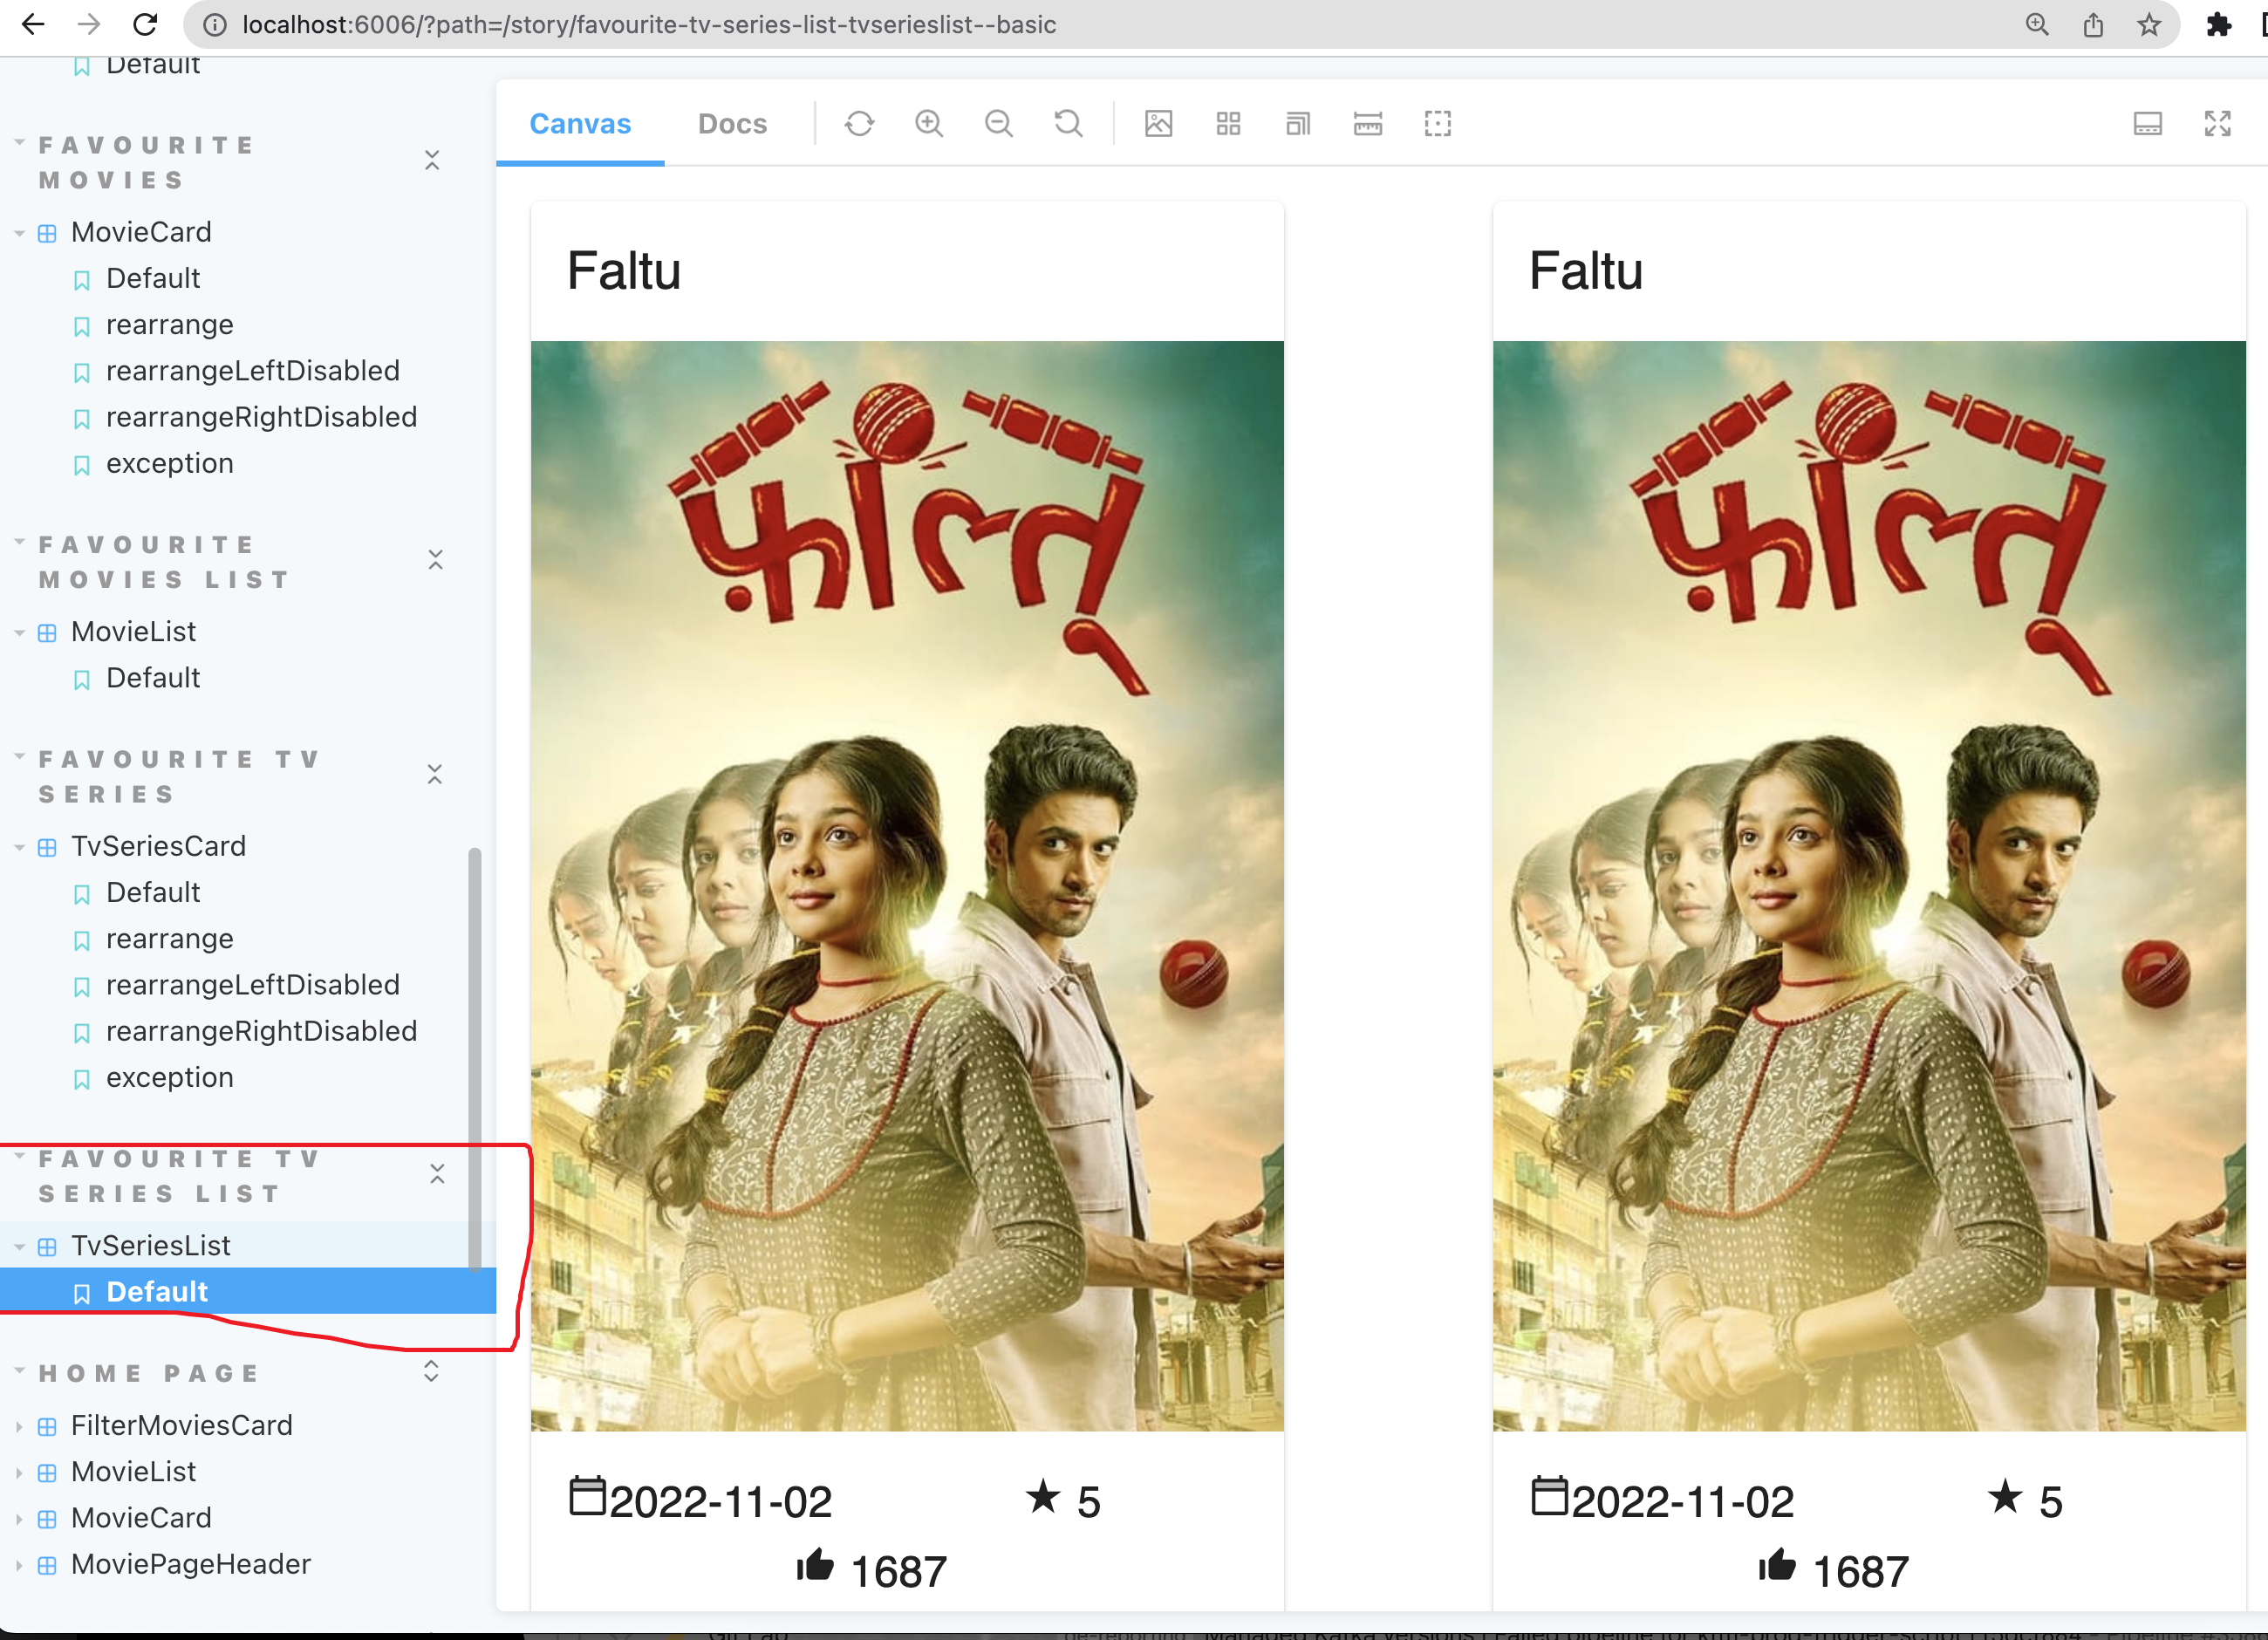 localhost:6006/?path=/story/favourite-tv-series-list-tvserieslist--basic
Default
FAVOURITE
MOVIES
MovieCard
Default
rearrange
rearrangeLeftDisabled
rearrangeRightDisabled
exception
FAVOURITE
MOVIES LIST
MovieList
Default
FAVOURITE TV
SERIES
TvSeriesCard
Default
rearrange
rearrangeLeftDisabled
rearrangeRightDisabled
exception
FAVOURITE TV
SERIES LIST
TvSeriesList
Default
HOME PAGE
FilterMoviesCard
MovieList
MovieCard
MoviePageHeader
Canvas Docs
Faltu
फ़ालतू
2022-11-02 5
1687
Faltu
फ़ालतू
2022-11-02 5
1687